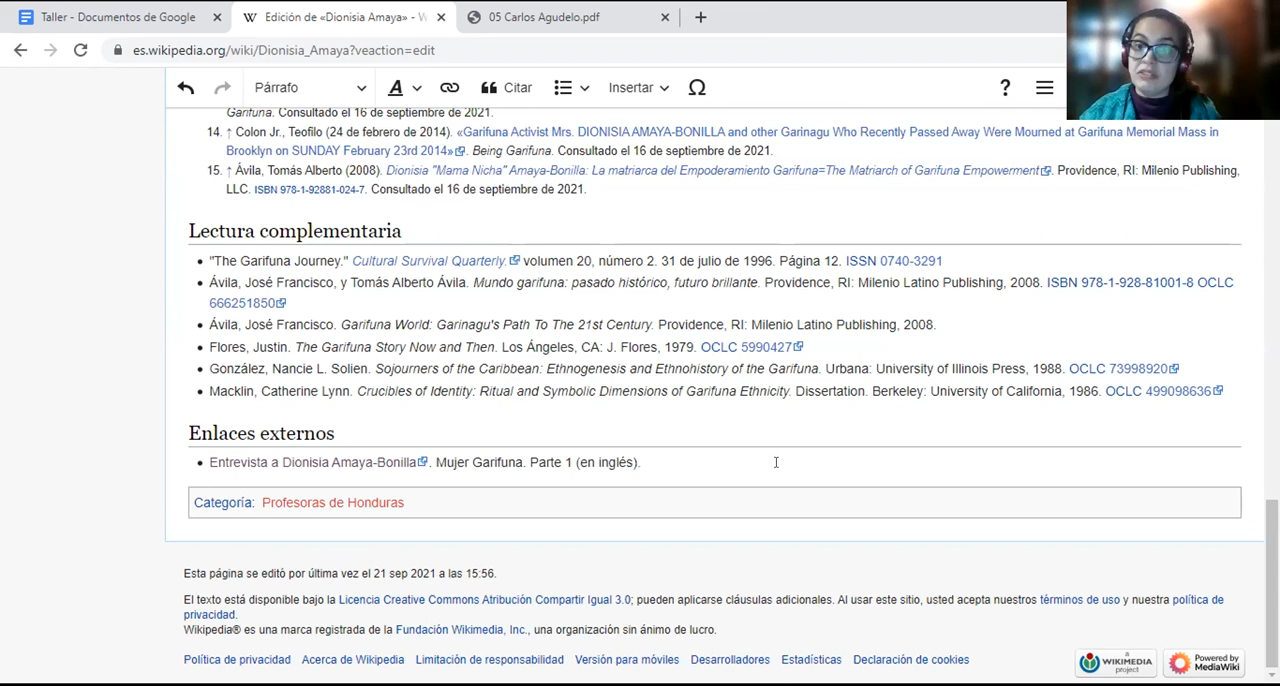 Taller - Documentos de Google
Edición de «Dionisia Amaya» - W
05 Carlos Agudelo.pdf
es.wikipedia.org/wiki/Dionisia_Amaya?veaction=edit
Párrafo
A
Citar
Insertar
Ω
?
Garifuna. Consultado el 16 de septiembre de 2021.
14. ↑ Colon Jr., Teofilo (24 de febrero de 2014). «Garifuna Activist Mrs. DIONISIA AMAYA-BONILLA and other Garinagu Who Recently Passed Away Were Mourned at Garifuna Memorial Mass in
Brooklyn on SUNDAY February 23rd 2014». Being Garifuna. Consultado el 16 de septiembre de 2021.
15. ↑ Ávila, Tomás Alberto (2008). Dionisia "Mama Nicha" Amaya-Bonilla: La matriarca del Empoderamiento Garifuna=The Matriarch of Garifuna Empowerment. Providence, RI: Milenio Publishing,
LLC. ISBN 978-1-92881-024-7. Consultado el 16 de septiembre de 2021.
Lectura complementaria
• "The Garifuna Journey." Cultural Survival Quarterly. volumen 20, número 2. 31 de julio de 1996. Página 12. ISSN 0740-3291
• Ávila, José Francisco, y Tomás Alberto Ávila. Mundo garifuna: pasado histórico, futuro brillante. Providence, RI: Milenio Latino Publishing, 2008. ISBN 978-1-928-81001-8 OCLC
666251850
• Ávila, José Francisco. Garifuna World: Garinagu's Path To The 21st Century. Providence, RI: Milenio Latino Publishing, 2008.
• Flores, Justin. The Garifuna Story Now and Then. Los Ángeles, CA: J. Flores, 1979. OCLC 5990427
• González, Nancie L. Solien. Sojourners of the Caribbean: Ethnogenesis and Ethnohistory of the Garifuna. Urbana: University of Illinois Press, 1988. OCLC 73998920
• Macklin, Catherine Lynn. Crucibles of Identity: Ritual and Symbolic Dimensions of Garifuna Ethnicity. Dissertation. Berkeley: University of California, 1986. OCLC 499098636
Enlaces externos
• Entrevista a Dionisia Amaya-Bonilla. Mujer Garifuna. Parte 1 (en inglés).
Categoría: Profesoras de Honduras
Esta página se editó por última vez el 21 sep 2021 a las 15:56.
El texto está disponible bajo la Licencia Creative Commons Atribución Compartir Igual 3.0; pueden aplicarse cláusulas adicionales. Al usar este sitio, usted acepta nuestros términos de uso y nuestra política de
privacidad.
Wikipedia® es una marca registrada de la Fundación Wikimedia, Inc., una organización sin ánimo de lucro.
Política de privacidad Acerca de Wikipedia Limitación de responsabilidad Versión para móviles Desarrolladores Estadísticas Declaración de cookies
a WIKIMEDIA project
Powered by MediaWiki